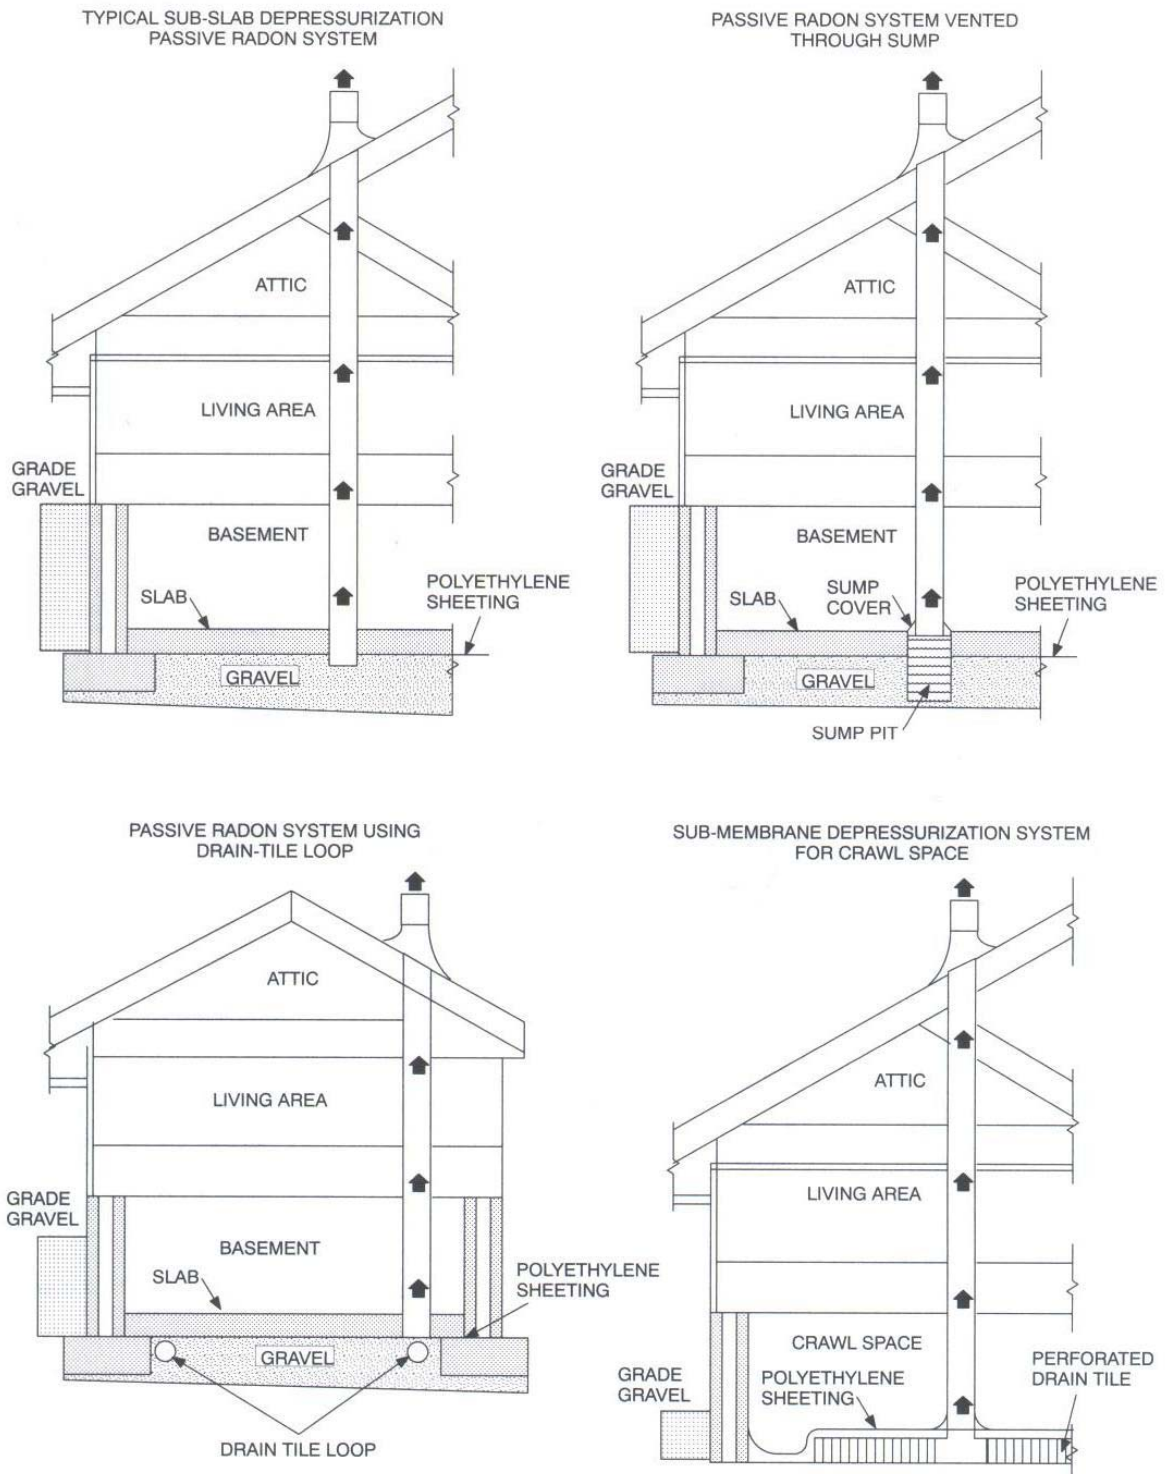 TYPICAL SUB-SLAB DEPRESSURIZATION
PASSIVE RADON SYSTEM
ATTIC
LIVING AREA
GRADE
GRAVEL
BASEMENT
SLAB
POLYETHYLENE
SHEETING
GRAVEL
PASSIVE RADON SYSTEM VENTED
THROUGH SUMP
ATTIC
LIVING AREA
GRADE
GRAVEL
BASEMENT
SLAB
SUMP
COVER
POLYETHYLENE
SHEETING
GRAVEL
SUMP PIT
PASSIVE RADON SYSTEM USING
DRAIN-TILE LOOP
ATTIC
LIVING AREA
GRADE
GRAVEL
BASEMENT
SLAB
POLYETHYLENE
SHEETING
GRAVEL
DRAIN TILE LOOP
SUB-MEMBRANE DEPRESSURIZATION SYSTEM
FOR CRAWL SPACE
ATTIC
LIVING AREA
CRAWL SPACE
GRADE
GRAVEL
POLYETHYLENE
SHEETING
PERFORATED
DRAIN TILE